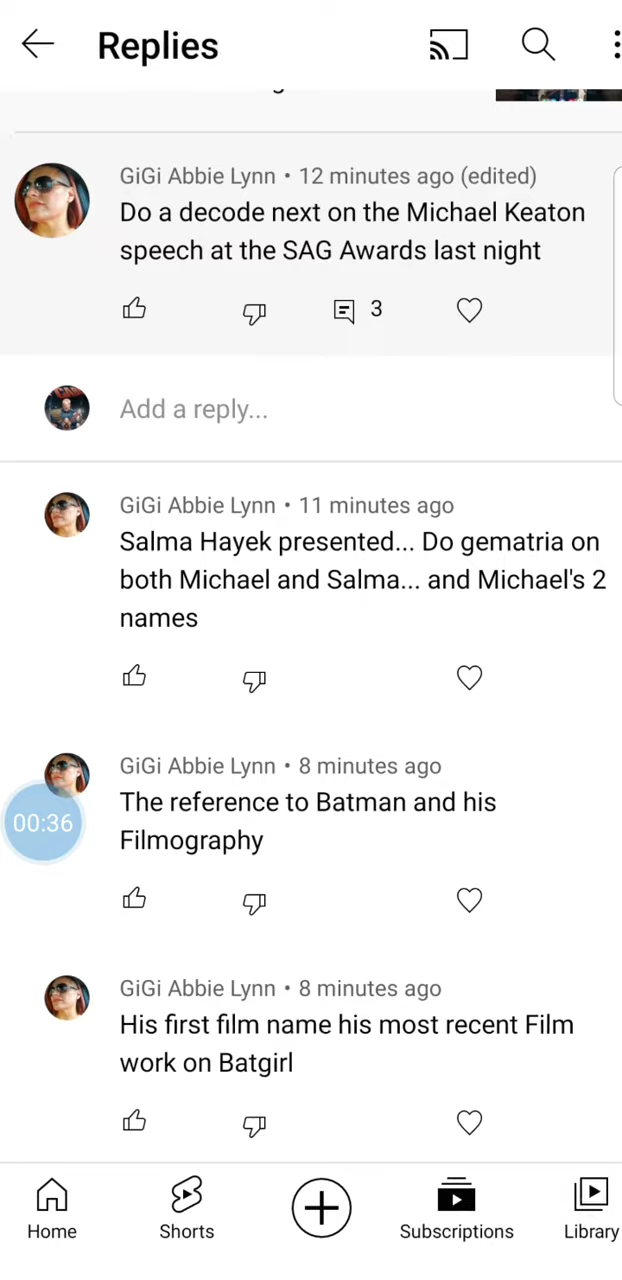 Replies
GiGi Abbie Lynn • 12 minutes ago (edited)
Do a decode next on the Michael Keaton
speech at the SAG Awards last night
3
Add a reply...
GiGi Abbie Lynn • 11 minutes ago
Salma Hayek presented... Do gematria on
both Michael and Salma... and Michael's 2
names
GiGi Abbie Lynn • 8 minutes ago
The reference to Batman and his
Filmography
00:36
GiGi Abbie Lynn • 8 minutes ago
His first film name his most recent Film
work on Batgirl
Home Shorts Subscriptions Library